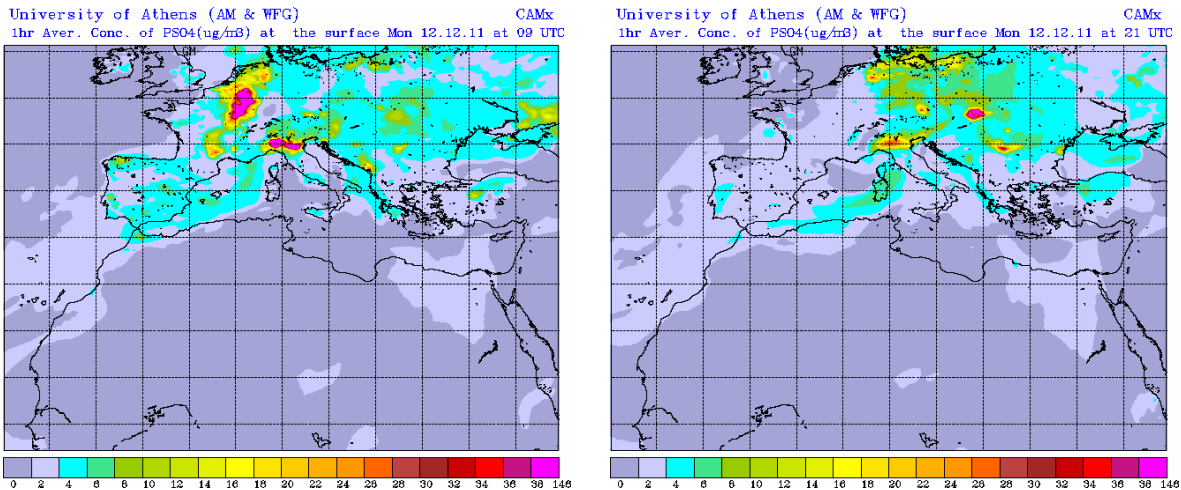 University of Athens (AM & WFG) CAMx
1hr Aver. Conc. of PSO4(ug/m3) at the surface Mon 12.12.11 at 09 UTC
GM
0 2 4 6 8 10 12 14 16 18 20 22 24 26 28 30 32 34 36 38 146
University of Athens (AM & WFG) CAMx
1hr Aver. Conc. of PSO4(ug/m3) at the surface Mon 12.12.11 at 21 UTC
GM
0 2 4 6 8 10 12 14 16 18 20 22 24 26 28 30 32 34 36 38 146